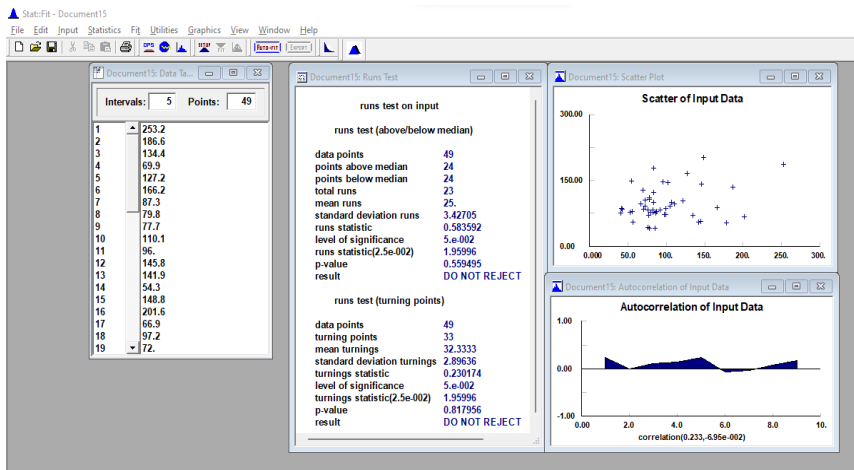 Stat::Fit - Document15
File Edit Input Statistics Fit Utilities Graphics View Window Help
OPS
AUTO::FIT
EXPORT
Document15: Data Ta...
Intervals: 5 Points: 49
1 253.2
2 186.6
3 134.4
4 69.9
5 127.2
6 166.2
7 87.3
8 79.8
9 77.7
10 110.1
11 96.
12 145.8
13 141.9
14 54.3
15 148.8
16 201.6
17 66.9
18 97.2
19 72.
Document15: Runs Test
runs test on input
runs test (above/below median)
data points 49
points above median 24
points below median 24
total runs 23
mean runs 25.
standard deviation runs 3.42705
runs statistic 0.583592
level of significance 5.e-002
runs statistic(2.5e-002) 1.95996
p-value 0.559495
result DO NOT REJECT
runs test (turning points)
data points 49
turning points 33
mean turnings 32.3333
standard deviation turnings 2.89636
turnings statistic 0.230174
level of significance 5.e-002
turnings statistic(2.5e-002) 1.95996
p-value 0.817956
result DO NOT REJECT
Document15: Scatter Plot
Scatter of Input Data
300.00
150.00
0.00
0.000 50.0 100. 150. 200. 250. 300.
Document15: Autocorrelation of Input Data
Autocorrelation of Input Data
1.00
0.00
-1.00
0.00 2.0 4.0 6.0 8.0 10.
correlation(0.233,-6.95e-002)